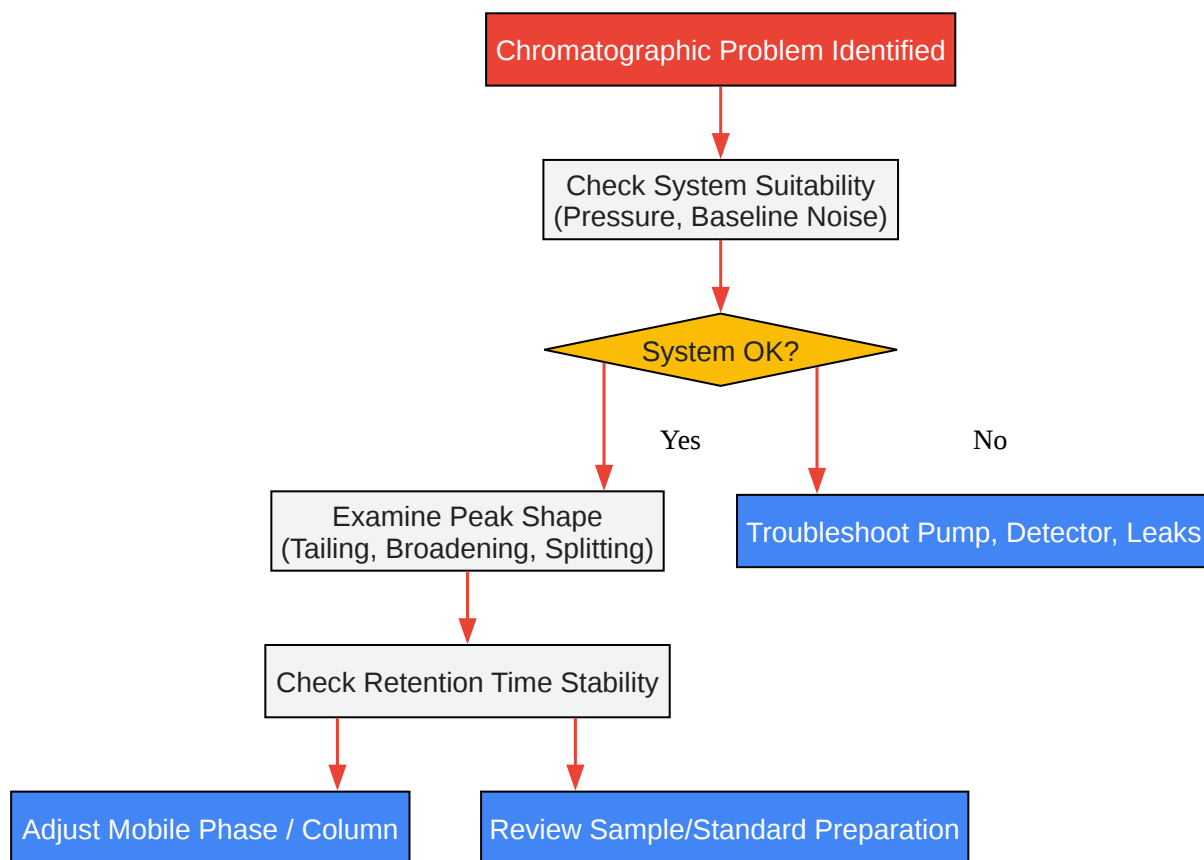 Chromatographic Problem Identified
Check System Suitability
(Pressure, Baseline Noise)
System OK?
Yes
No
Examine Peak Shape
(Tailing, Broadening, Splitting)
Troubleshoot Pump, Detector, Leaks
Check Retention Time Stability
Adjust Mobile Phase / Column
Review Sample/Standard Preparation